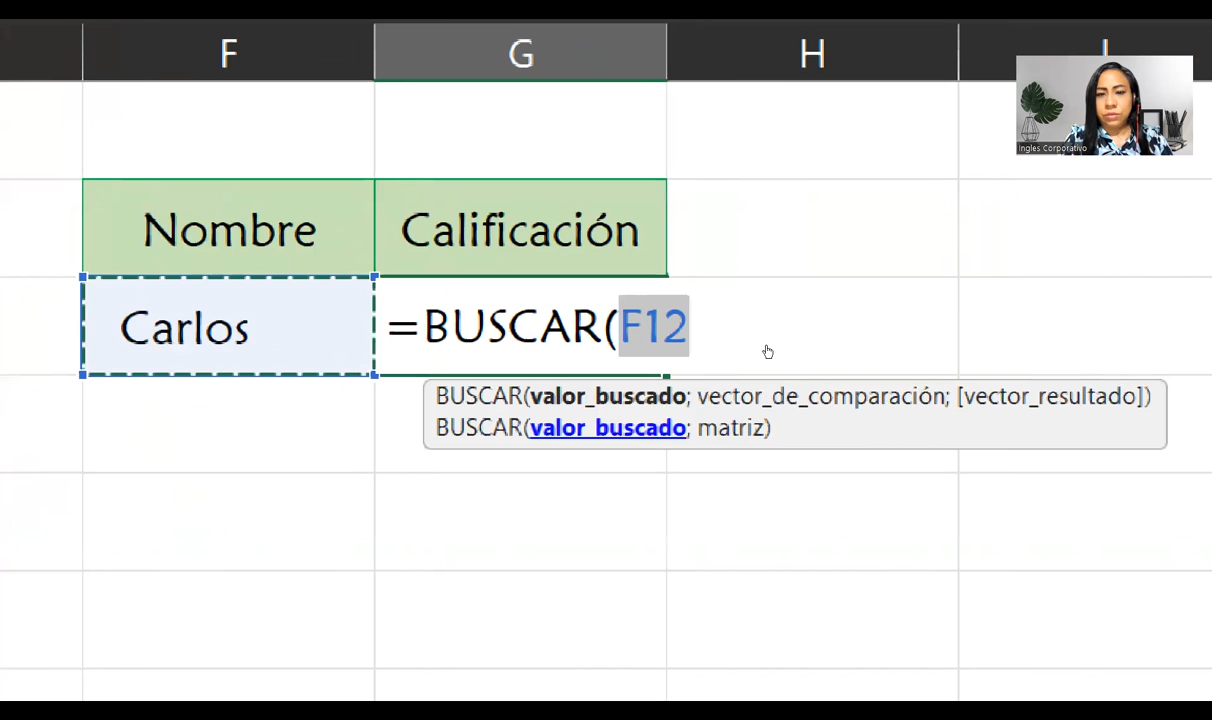 F G H
Ingles Corporativo
Nombre Calificación
Carlos =BUSCAR(F12
BUSCAR(valor_buscado; vector_de_comparación; [vector_resultado])
BUSCAR(valor_buscado; matriz)